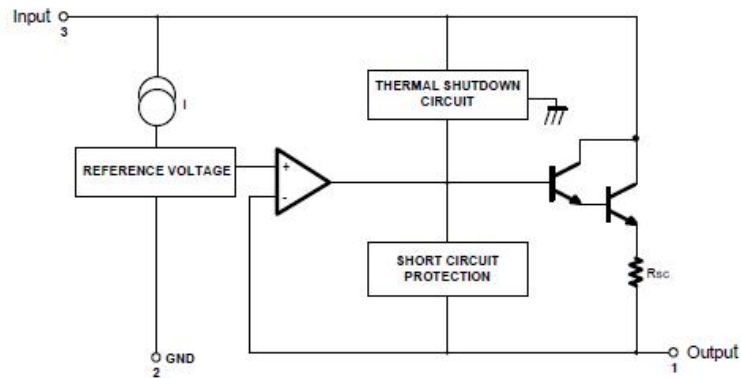 Input
3
THERMAL SHUTDOWN
CIRCUIT
I
REFERENCE VOLTAGE
+
-
SHORT CIRCUIT
PROTECTION
Rsc
GND
2
Output
1